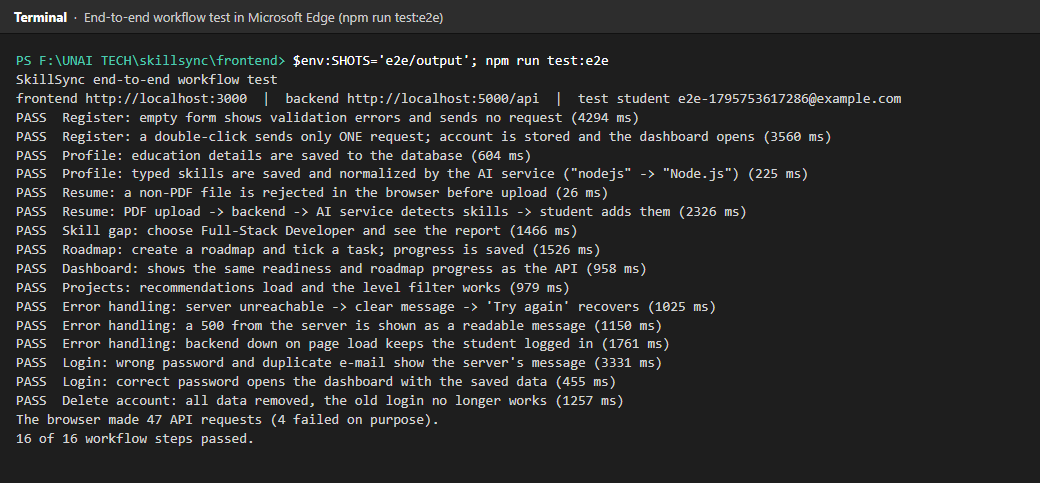 Terminal · End-to-end workflow test in Microsoft Edge (npm run test:e2e)
PS F:\UNAI TECH\skillsync\frontend> $env:SHOTS='e2e/output'; npm run test:e2e
SkillSync end-to-end workflow test
frontend http://localhost:3000  |  backend http://localhost:5000/api  |  test student e2e-1795753617286@example.com
PASS  Register: empty form shows validation errors and sends no request (4294 ms)
PASS  Register: a double-click sends only ONE request; account is stored and the dashboard opens (3560 ms)
PASS  Profile: education details are saved to the database (604 ms)
PASS  Profile: typed skills are saved and normalized by the AI service ("nodejs" -> "Node.js") (225 ms)
PASS  Resume: a non-PDF file is rejected in the browser before upload (26 ms)
PASS  Resume: PDF upload -> backend -> AI service detects skills -> student adds them (2326 ms)
PASS  Skill gap: choose Full-Stack Developer and see the report (1466 ms)
PASS  Roadmap: create a roadmap and tick a task; progress is saved (1526 ms)
PASS  Dashboard: shows the same readiness and roadmap progress as the API (958 ms)
PASS  Projects: recommendations load and the level filter works (979 ms)
PASS  Error handling: server unreachable -> clear message -> 'Try again' recovers (1025 ms)
PASS  Error handling: a 500 from the server is shown as a readable message (1150 ms)
PASS  Error handling: backend down on page load keeps the student logged in (1761 ms)
PASS  Login: wrong password and duplicate e-mail show the server's message (3331 ms)
PASS  Login: correct password opens the dashboard with the saved data (455 ms)
PASS  Delete account: all data removed, the old login no longer works (1257 ms)
The browser made 47 API requests (4 failed on purpose).
16 of 16 workflow steps passed.